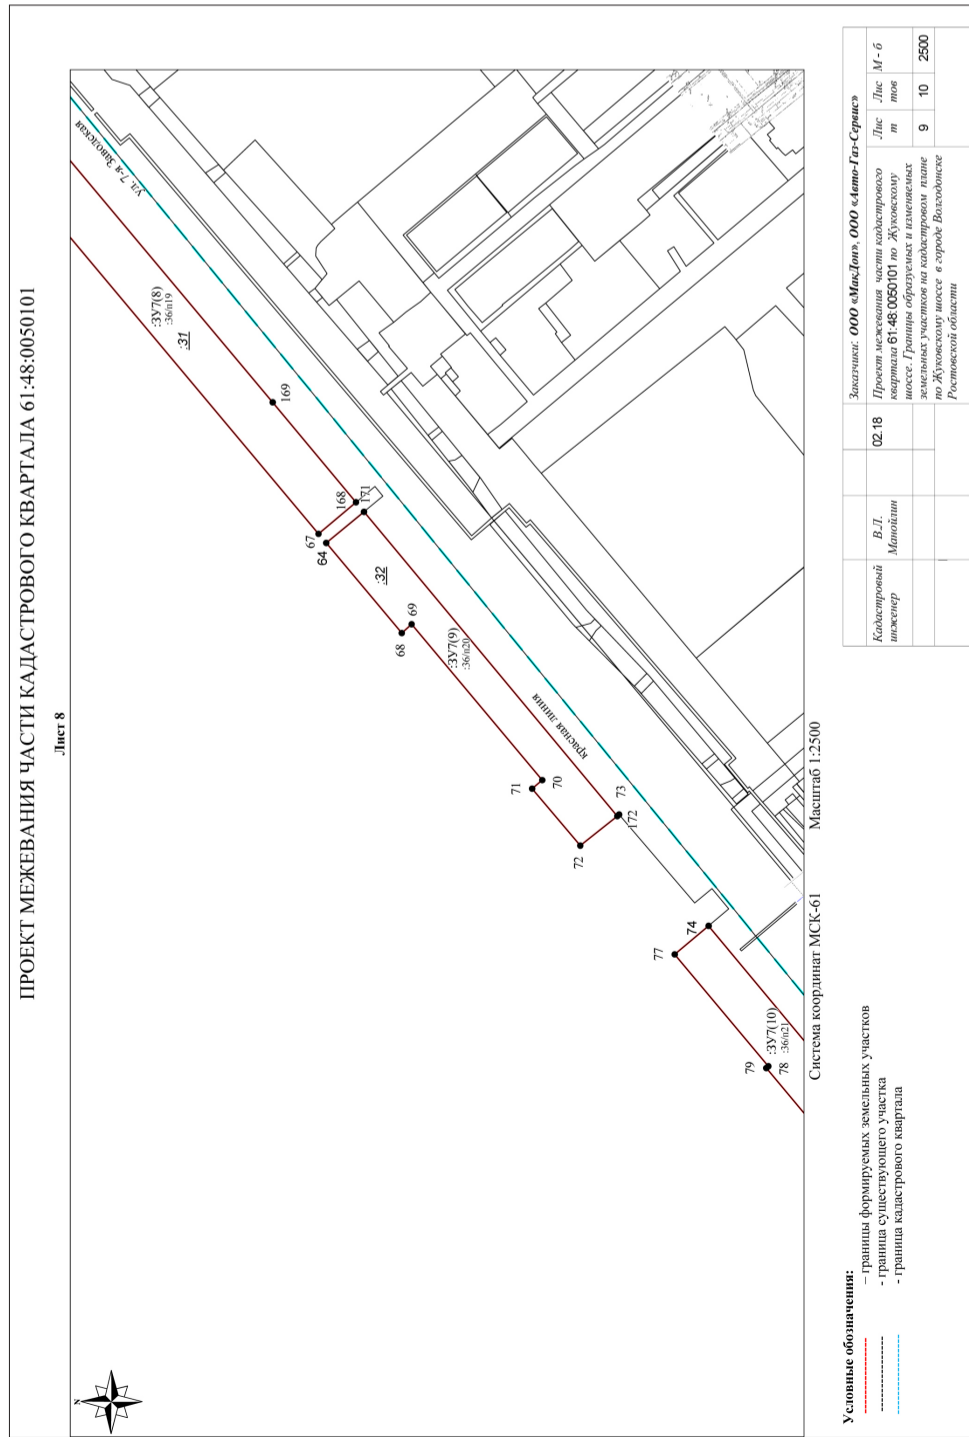 ПРОЕКТ МЕЖЕВАНИЯ ЧАСТИ КАДАСТРОВОГО КВАРТАЛА 61:48:0050101
Лист 8
N
ул. 7-я Заводская
:ЗУ7(8)
:36/п19
:31
169
168
171
67
64
:32
69
68
:ЗУ7(9)
:36/п20
красная линия
71
70
73
172
72
74
77
:ЗУ7(10)
:36/п21
79
78
Система координат МСК-61
Масштаб 1:2500
Условные обозначения:
– границы формируемых земельных участков
- граница существующего участка
- граница кадастрового квартала
Кадастровый инженер
В.Л. Манойлин
02.18
Заказчики: ООО «МакДон», ООО «Авто-Газ-Сервис»
Проект межевания части кадастрового
квартала 61:48:0050101 по Жуковскому
шоссе. Границы образуемых и изменяемых
земельных участков на кадастровом плане
по Жуковскому шоссе в городе Волгодонске
Ростовской области
Лис т
Лис тов
М - б
9
10
2500